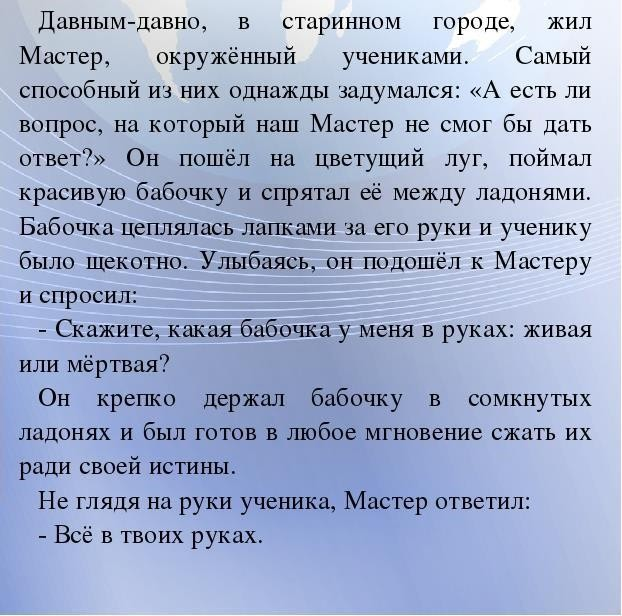 Давным-давно, в старинном городе, жил
Мастер, окружённый учениками. Самый
способный из них однажды задумался: «А есть ли
вопрос, на который наш Мастер не смог бы дать
ответ?» Он пошёл на цветущий луг, поймал
красивую бабочку и спрятал её между ладонями.
Бабочка цеплялась лапками за его руки и ученику
было щекотно. Улыбаясь, он подошёл к Мастеру
и спросил:
- Скажите, какая бабочка у меня в руках: живая
или мёртвая?
Он крепко держал бабочку в сомкнутых
ладонях и был готов в любое мгновение сжать их
ради своей истины.
Не глядя на руки ученика, Мастер ответил:
- Всё в твоих руках.